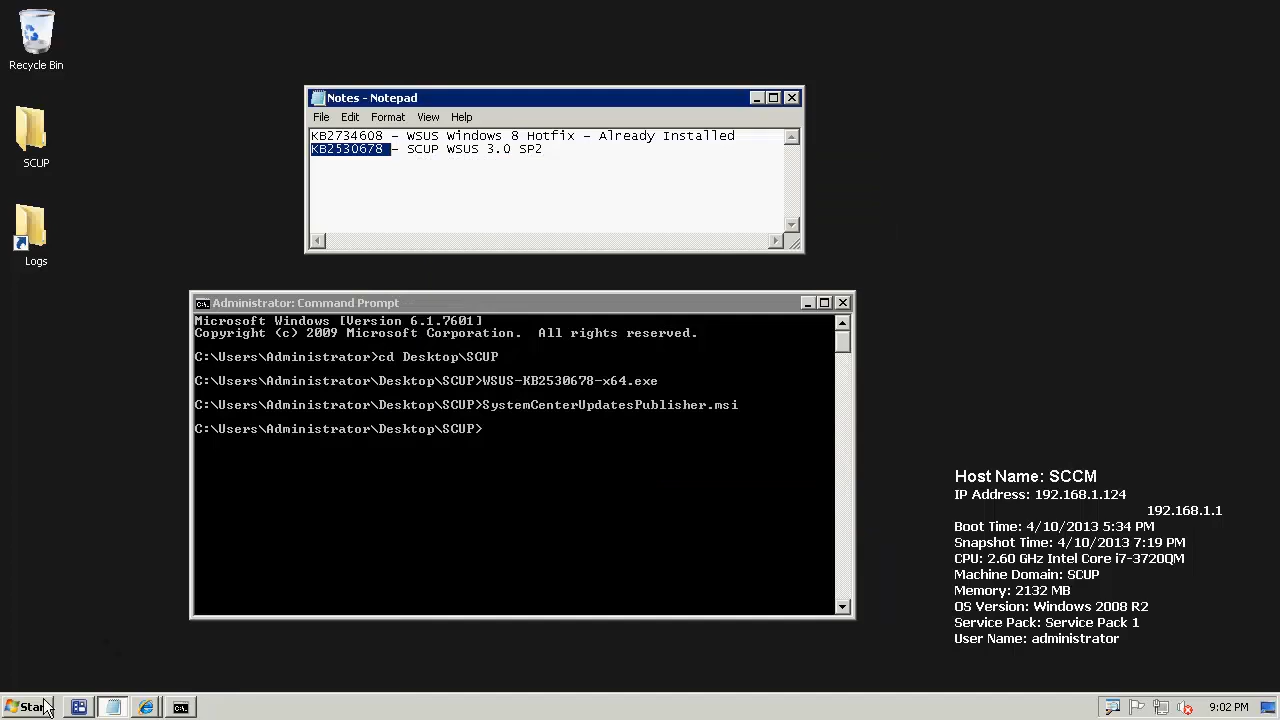 Recycle Bin
SCUP
Logs
Notes - Notepad
File Edit Format View Help
KB2734608 - WSUS Windows 8 Hotfix - Already Installed
KB2530678 - SCUP WSUS 3.0 SP2
Administrator: Command Prompt
Microsoft Windows [Version 6.1.7601]
Copyright (c) 2009 Microsoft Corporation.  All rights reserved.
C:\Users\Administrator>cd Desktop\SCUP
C:\Users\Administrator\Desktop\SCUP>WSUS-KB2530678-x64.exe
C:\Users\Administrator\Desktop\SCUP>SystemCenterUpdatesPublisher.msi
C:\Users\Administrator\Desktop\SCUP>
Host Name: SCCM
IP Address: 192.168.1.124
192.168.1.1
Boot Time: 4/10/2013 5:34 PM
Snapshot Time: 4/10/2013 7:19 PM
CPU: 2.60 GHz Intel Core i7-3720QM
Machine Domain: SCUP
Memory: 2132 MB
OS Version: Windows 2008 R2
Service Pack: Service Pack 1
User Name: administrator
Start
9:02 PM